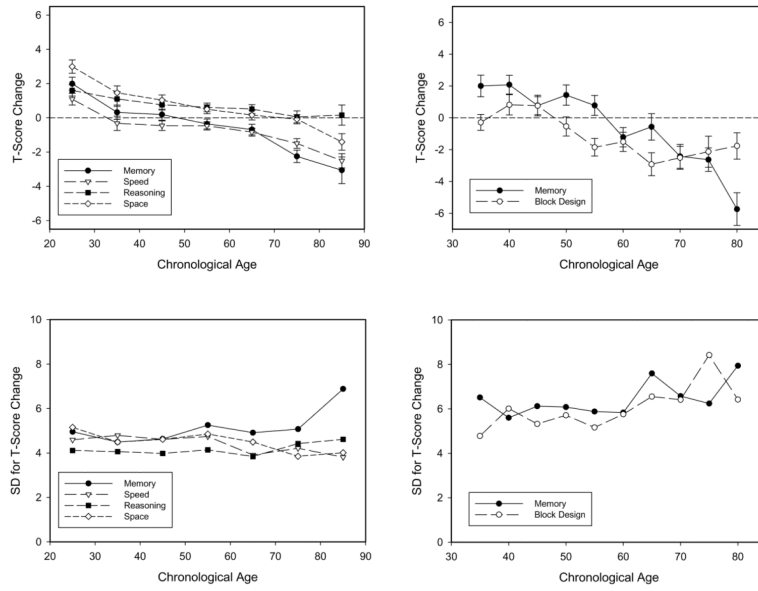 T-Score Change
6
4
2
0
-2
-4
-6
Memory
Speed
Reasoning
Space
20 30 40 50 60 70 80 90
Chronological Age
T-Score Change
6
4
2
0
-2
-4
-6
Memory
Block Design
30 40 50 60 70 80
Chronological Age
SD for T-Score Change
10
8
6
4
2
0
Memory
Speed
Reasoning
Space
20 30 40 50 60 70 80 90
Chronological Age
SD for T-Score Change
10
8
6
4
2
0
Memory
Block Design
30 40 50 60 70 80
Chronological Age